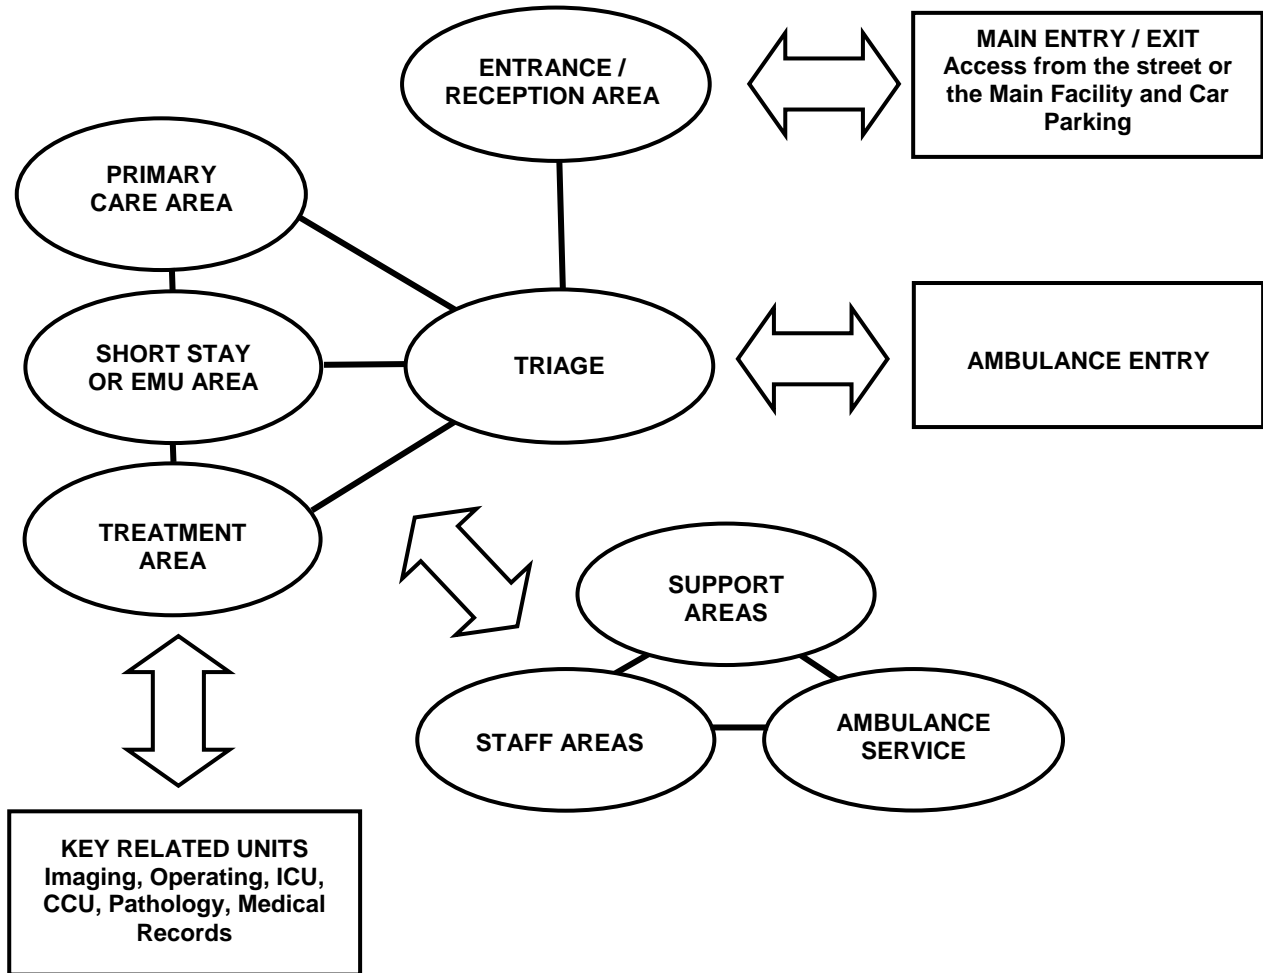 ENTRANCE /
RECEPTION AREA
MAIN ENTRY / EXIT
Access from the street or
the Main Facility and Car
Parking
PRIMARY
CARE AREA
SHORT STAY
OR EMU AREA
TRIAGE
AMBULANCE ENTRY
TREATMENT
AREA
SUPPORT
AREAS
STAFF AREAS
AMBULANCE
SERVICE
KEY RELATED UNITS
Imaging, Operating, ICU,
CCU, Pathology, Medical
Records